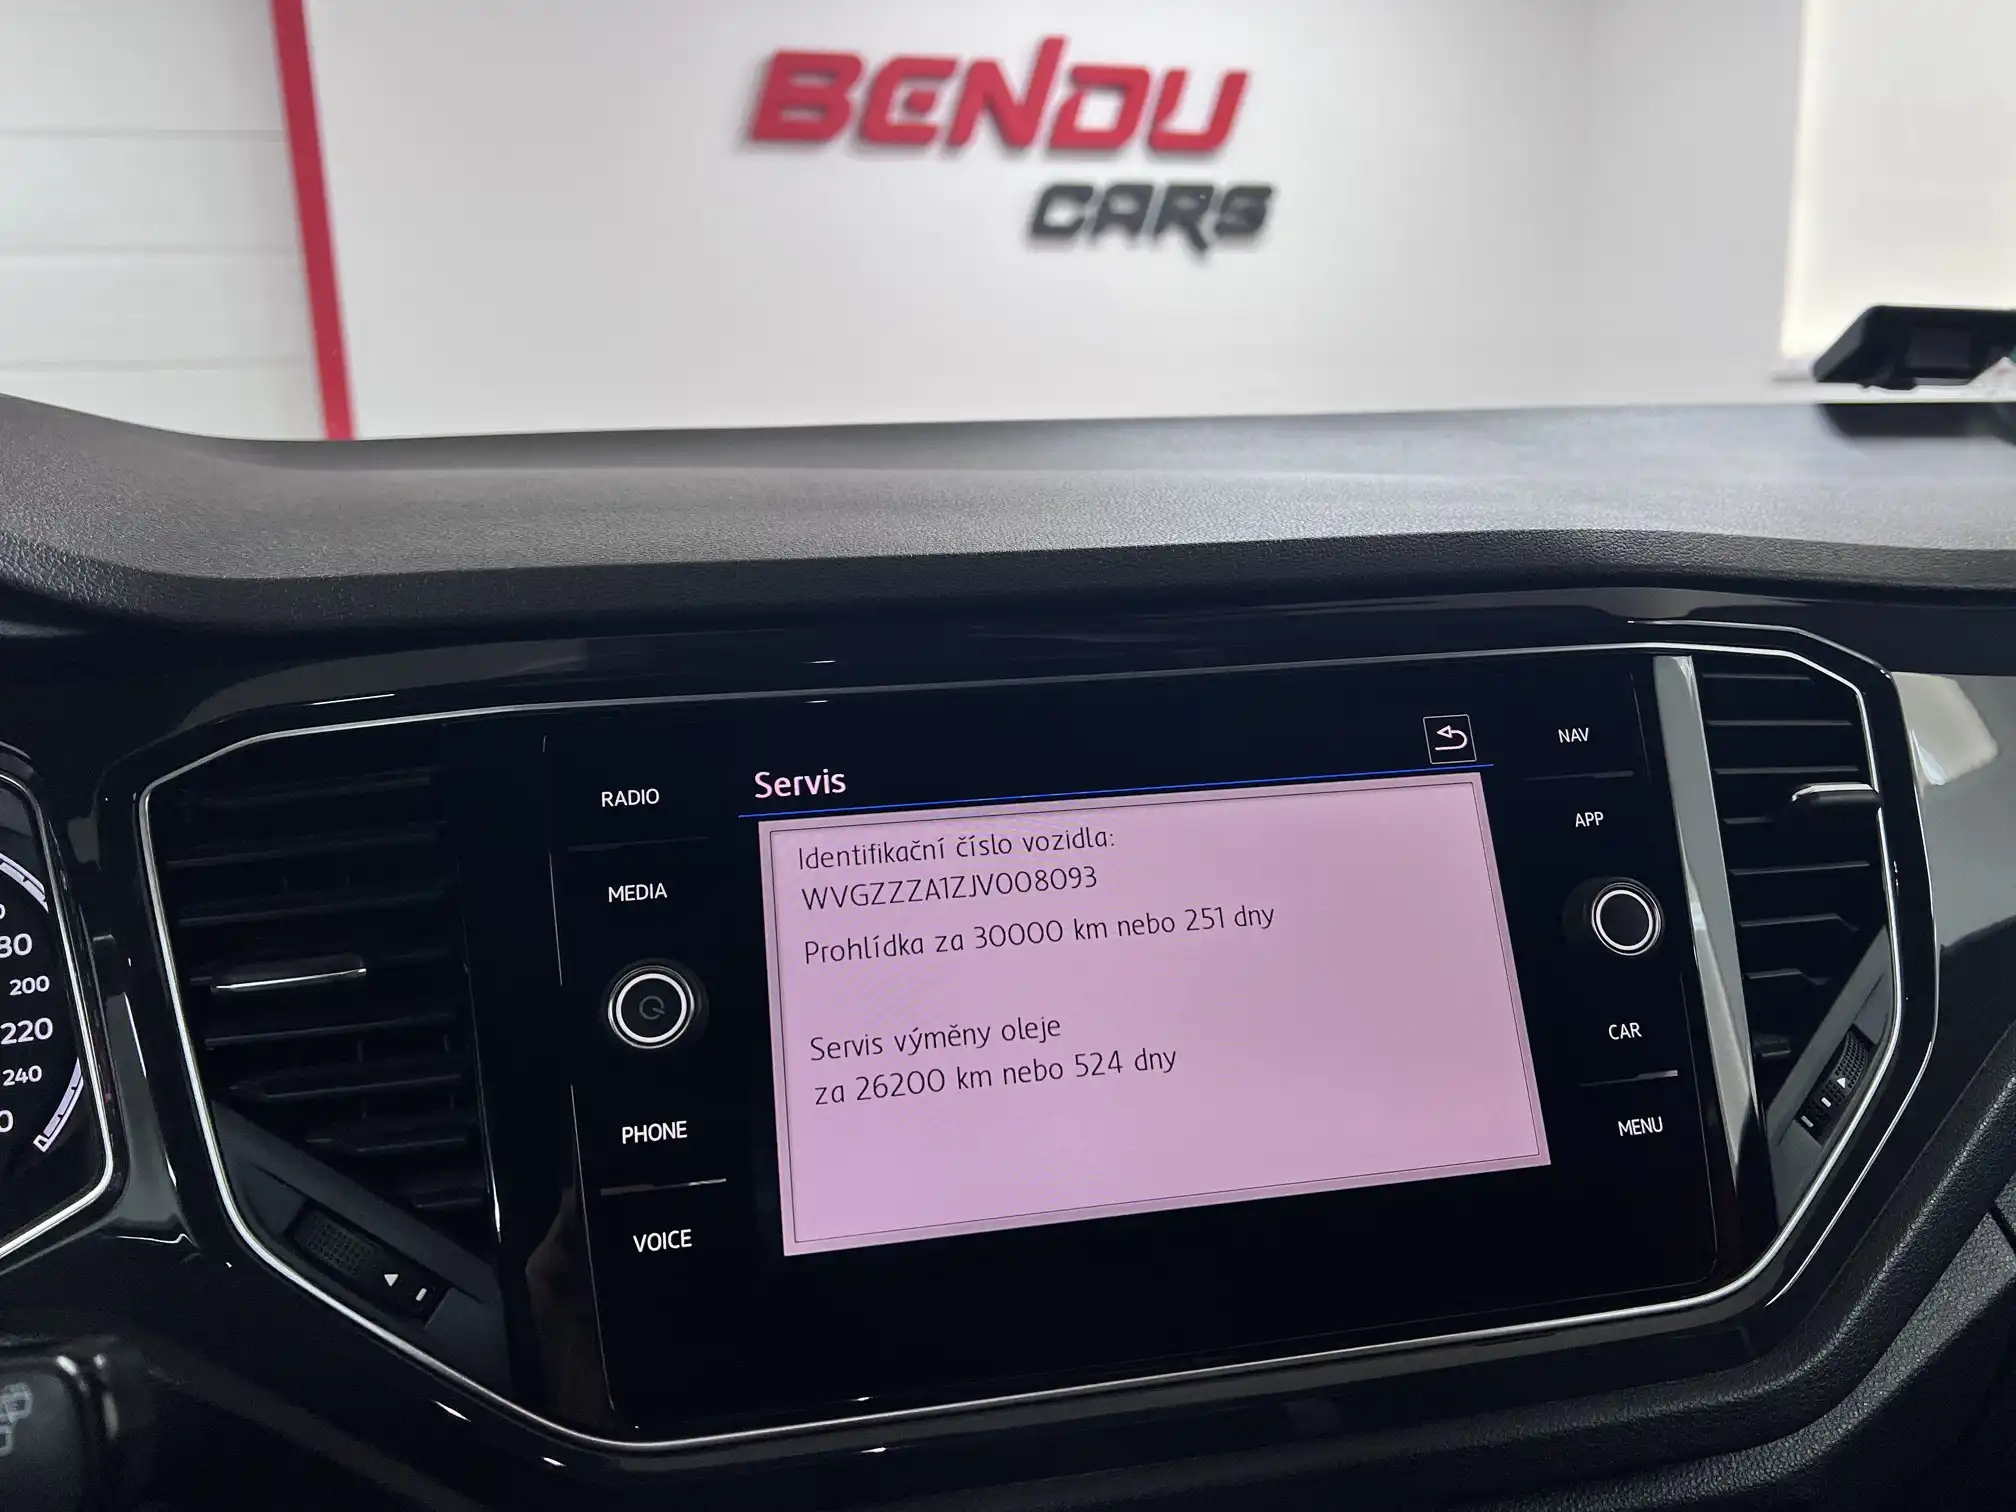 BENDU
CARS
RADIO
MEDIA
PHONE
VOICE
Servis
Identifikační číslo vozidla:
WVGZZZA1ZJV008093
Prohlídka za 30000 km nebo 251 dny
Servis výměny oleje
za 26200 km nebo 524 dny
NAV
APP
CAR
MENU
80
200
220
240